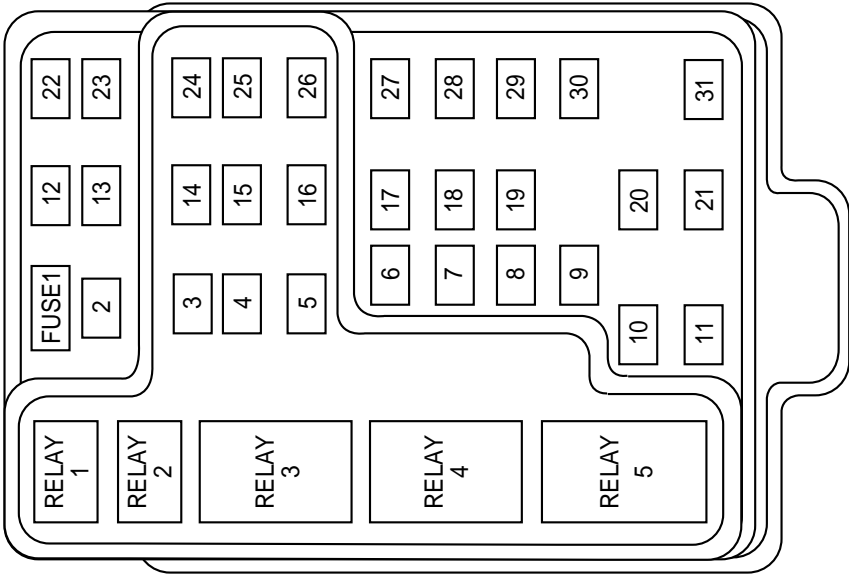 22 23 24 25 26 27 28 29 30 31
12 13 14 15 16 17 18 19 20 21
FUSE1 2 3 4 5 6 7 8 9 10 11
RELAY 1
RELAY 2
RELAY 3
RELAY 4
RELAY 5